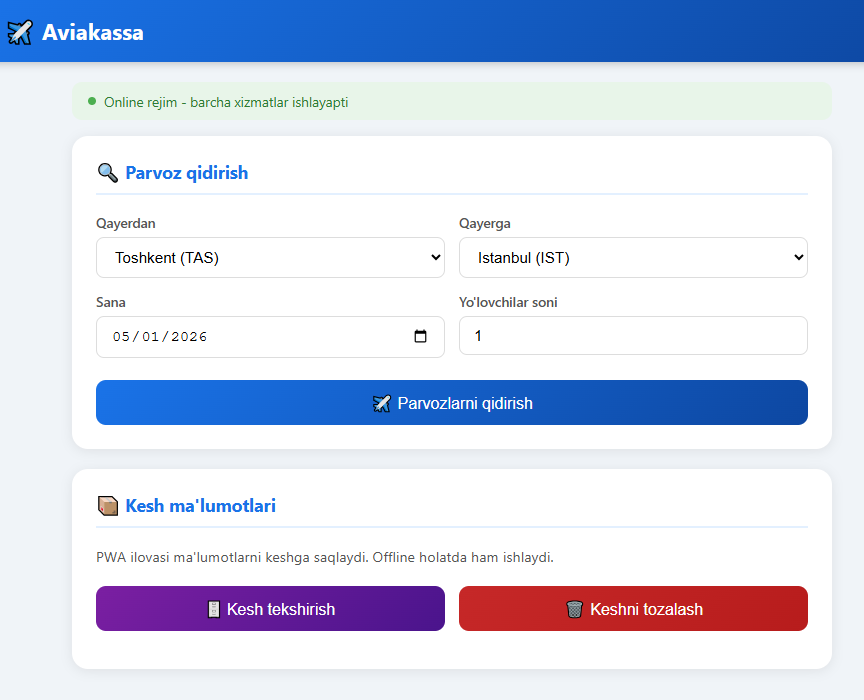 Aviakassa
Online rejim - barcha xizmatlar ishlayapti
Parvoz qidirish
Qayerdan
Qayerga
Toshkent (TAS)
Istanbul (IST)
Sana
Yo'lovchilar soni
05/01/2026
1
Parvozlarni qidirish
Kesh ma'lumotlari
PWA ilovasi ma'lumotlarni keshga saqlaydi. Offline holatda ham ishlaydi.
Kesh tekshirish
Keshni tozalash